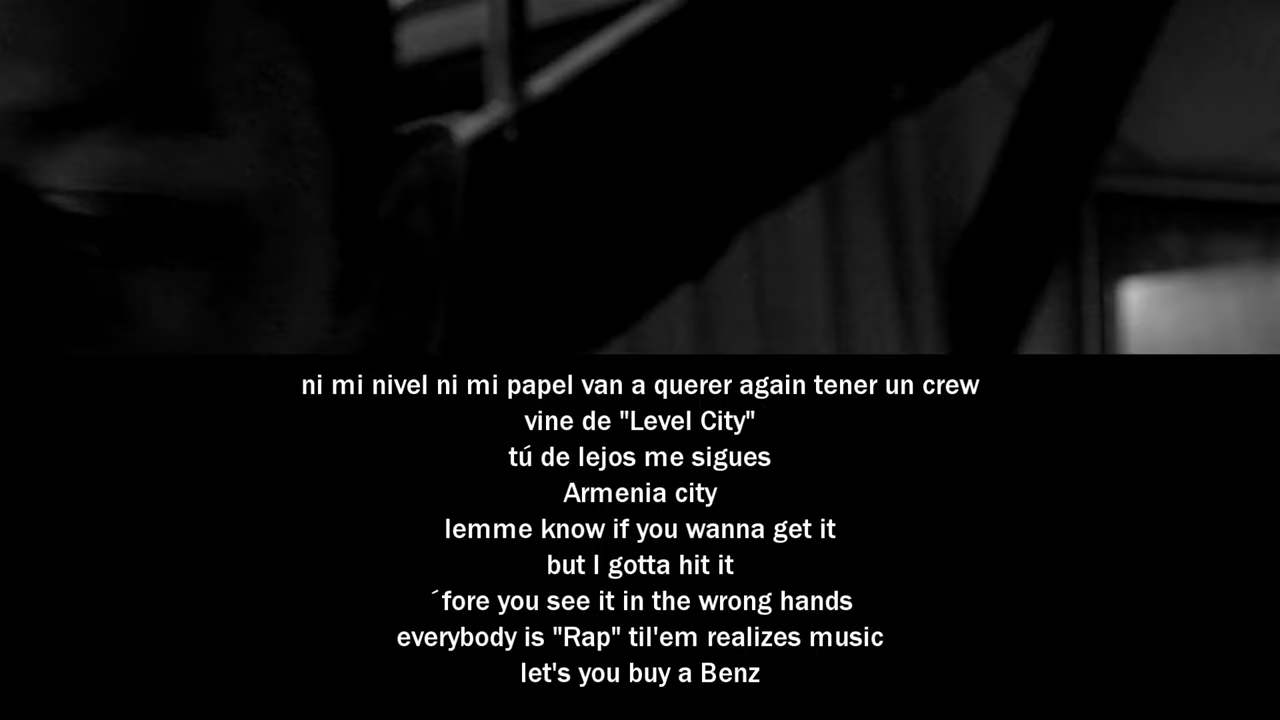 ni mi nivel ni mi papel van a querer again tener un crew
vine de "Level City"
tú de lejos me sigues
Armenia city
lemme know if you wanna get it
but I gotta hit it
´fore you see it in the wrong hands
everybody is "Rap" til'em realizes music
let's you buy a Benz